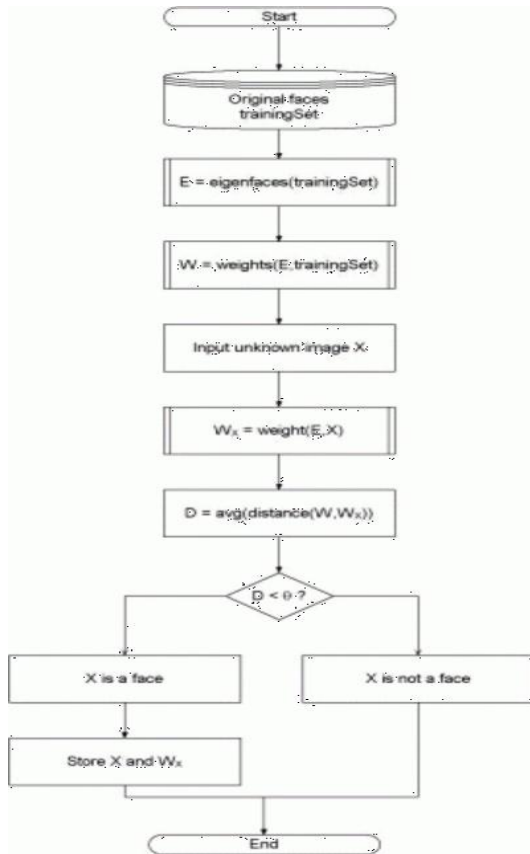 Start
Original faces
trainingSet
E = eigenfaces(trainingSet)
W = weights(E, trainingSet)
Input unknown image X
Wₓ = weight(E,X)
D = avg(distance(W,Wₓ))
D < θ ?
X is a face
X is not a face
Store X and Wₓ
End